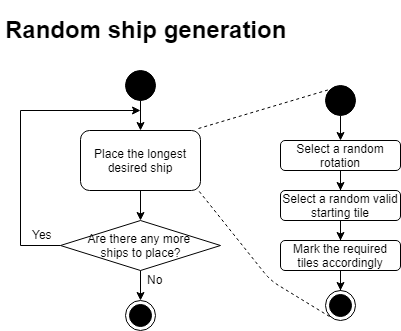 Random ship generation
Place the longest
desired ship
Yes
Are there any more
ships to place?
No
Select a random
rotation
Select a random valid
starting tile
Mark the required
tiles accordingly